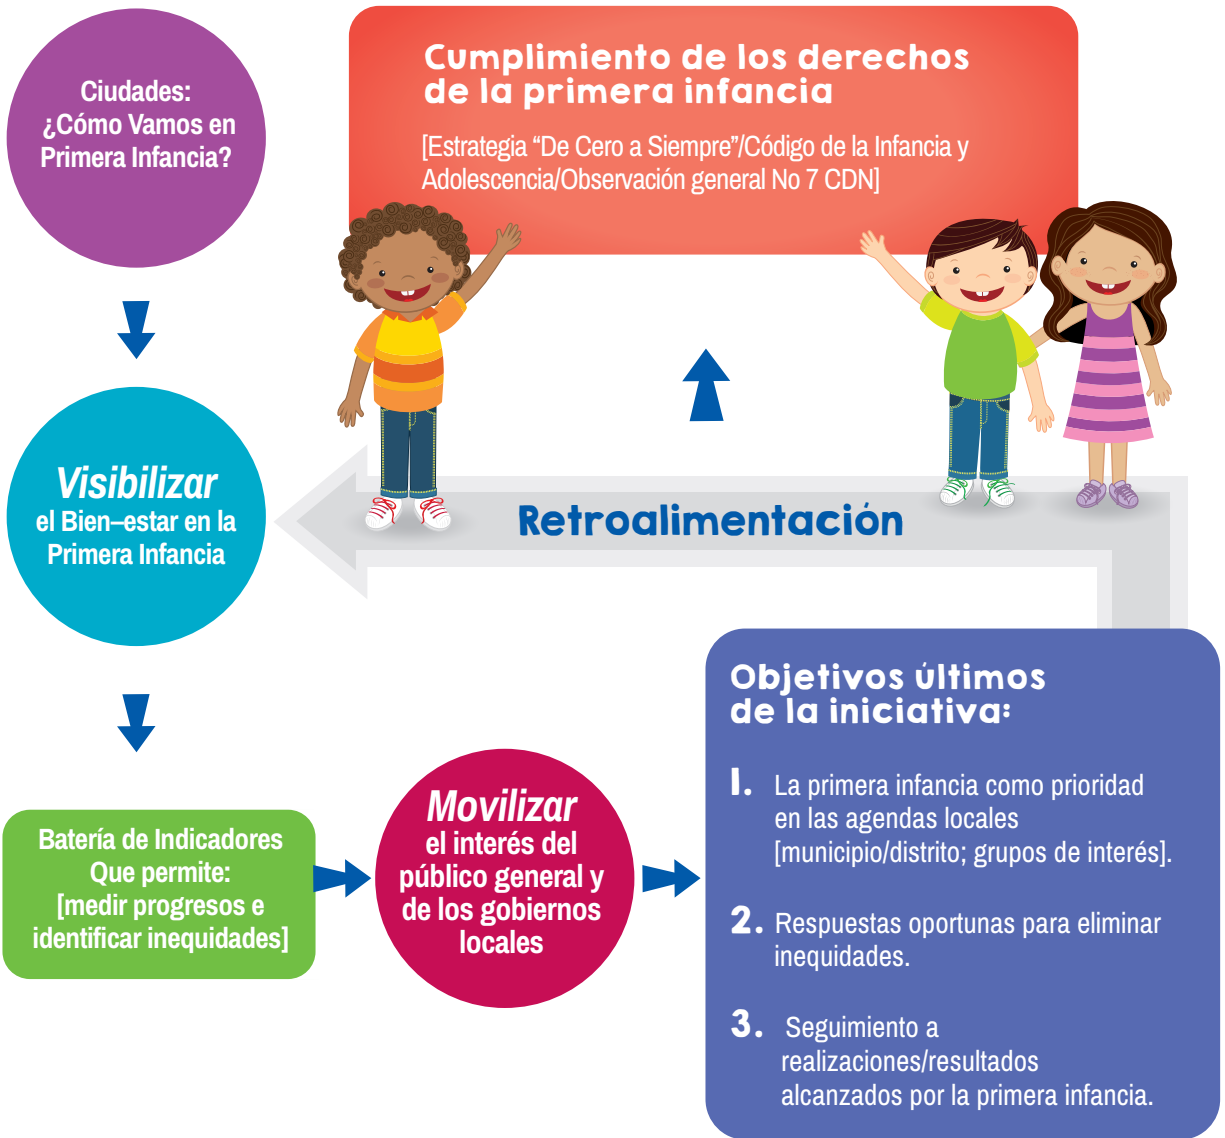 Ciudades:
¿Cómo Vamos en
Primera Infancia?
Cumplimiento de los derechos
de la primera infancia
[Estrategia “De Cero a Siempre”/Código de la Infancia y
Adolescencia/Observación general No 7 CDN]
Visibilizar
el Bien–estar en la
Primera Infancia
Retroalimentación
Batería de Indicadores
Que permite:
[medir progresos e
identificar inequidades]
Movilizar
el interés del
público general y
de los gobiernos
locales
Objetivos últimos
de la iniciativa:
1. La primera infancia como prioridad
en las agendas locales
[municipio/distrito; grupos de interés].
2. Respuestas oportunas para eliminar
inequidades.
3. Seguimiento a
realizaciones/resultados
alcanzados por la primera infancia.